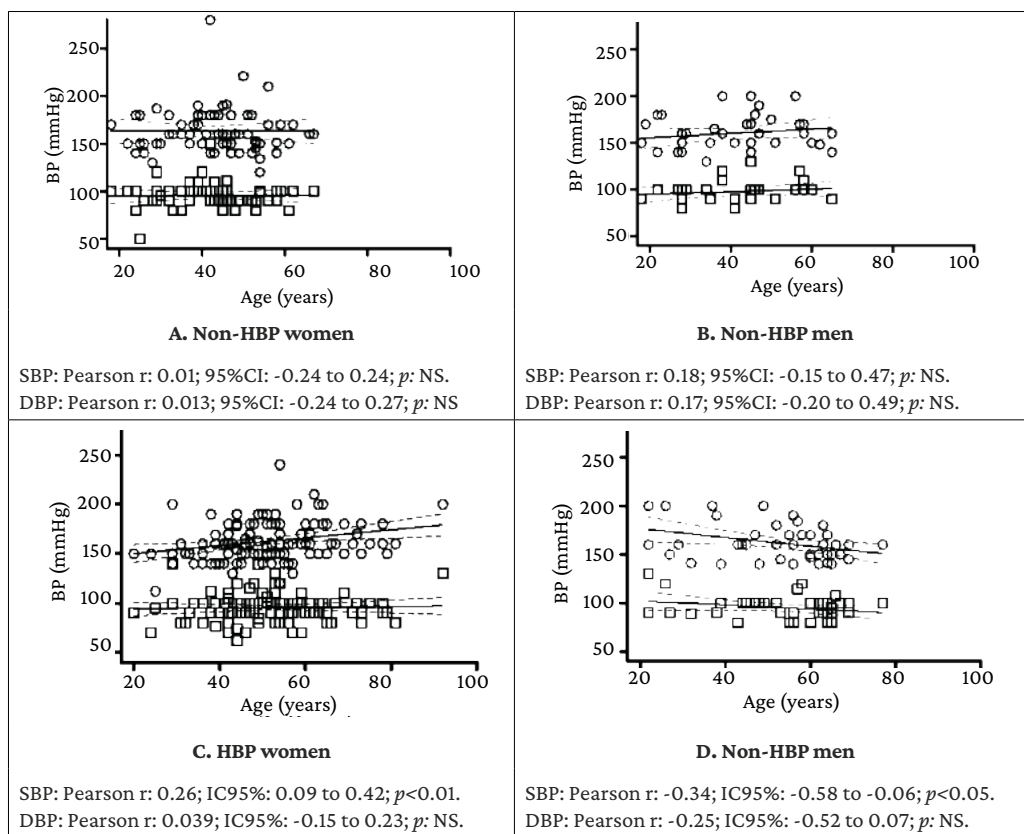 250
200
150
100
50
BP (mmHg)
20 40 60 80 100
Age (years)
A. Non-HBP women
SBP: Pearson r: 0.01; 95%CI: -0.24 to 0.24; p: NS.
DBP: Pearson r: 0.013; 95%CI: -0.24 to 0.27; p: NS
250
200
150
100
50
BP (mmHg)
20 40 60 80 100
Age (years)
B. Non-HBP men
SBP: Pearson r: 0.18; 95%CI: -0.15 to 0.47; p: NS.
DBP: Pearson r: 0.17; 95%CI: -0.20 to 0.49; p: NS.
250
200
150
100
50
BP (mmHg)
20 40 60 80 100
Age (years)
C. HBP women
SBP: Pearson r: 0.26; IC95%: 0.09 to 0.42; p<0.01.
DBP: Pearson r: 0.039; IC95%: -0.15 to 0.23; p: NS.
250
200
150
100
50
BP (mmHg)
20 40 60 80 100
Age (years)
D. Non-HBP men
SBP: Pearson r: -0.34; IC95%: -0.58 to -0.06; p<0.05.
DBP: Pearson r: -0.25; IC95%: -0.52 to 0.07; p: NS.